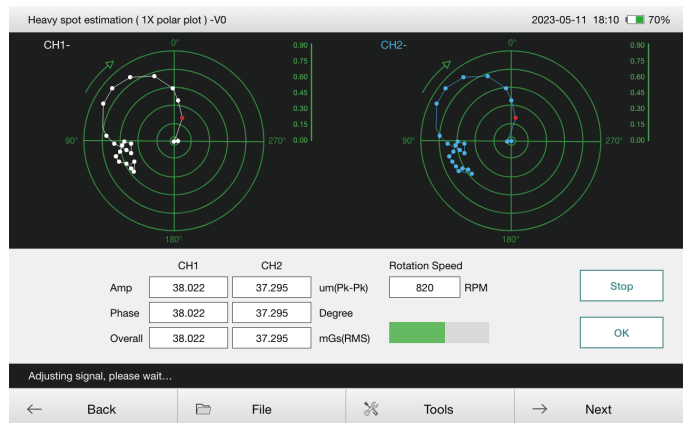 Heavy spot estimation ( 1X polar plot ) -V0 2023-05-11 18:10 70%
CH1- 0° 0.90 CH2- 0° 0.90
0.75 0.75
0.60 0.60
0.45 0.45
0.30 0.30
0.15 0.15
90° 270° 0.00 90° 270° 0.00
180° 180°
CH1 CH2 Rotation Speed
Amp 38.022 37.295 um(Pk-Pk) 820 RPM Stop
Phase 38.022 37.295 Degree
Overall 38.022 37.295 mGs(RMS) OK
Adjusting signal, please wait...
Back File Tools Next